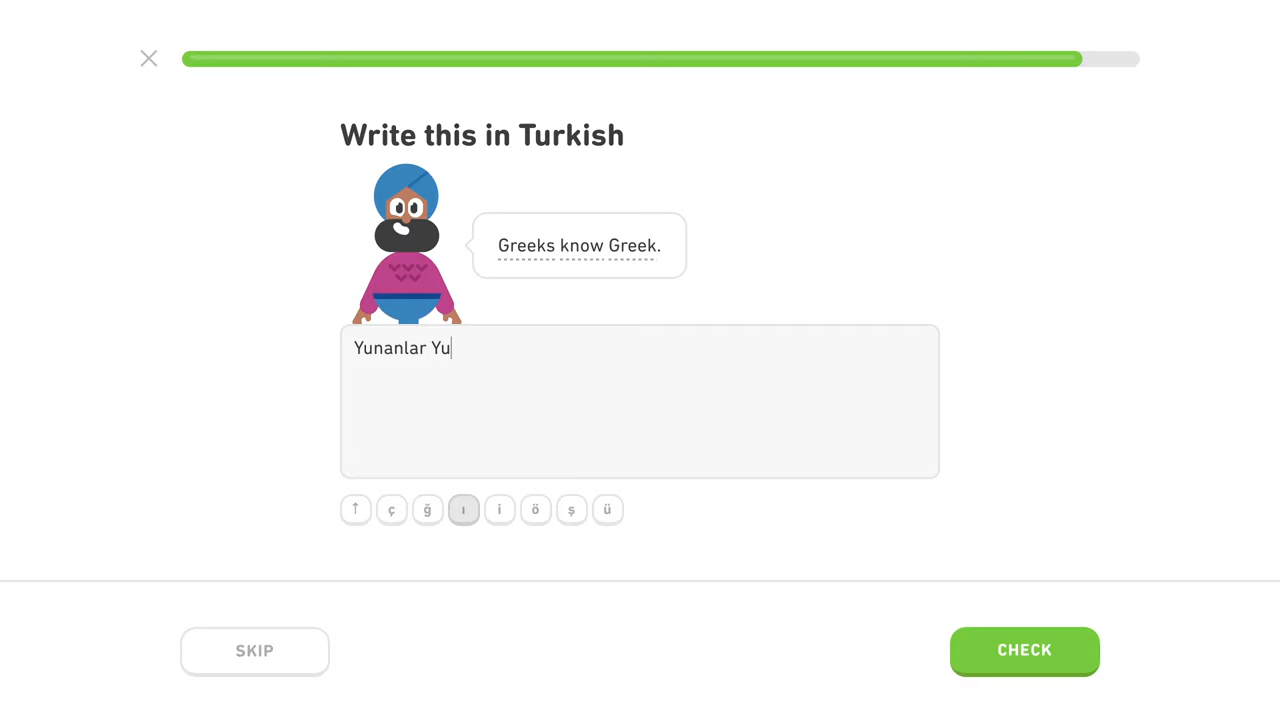 Write this in Turkish
Greeks know Greek.
Yunanlar Yu
↑ ç ğ ı i ö ş ü
SKIP
CHECK